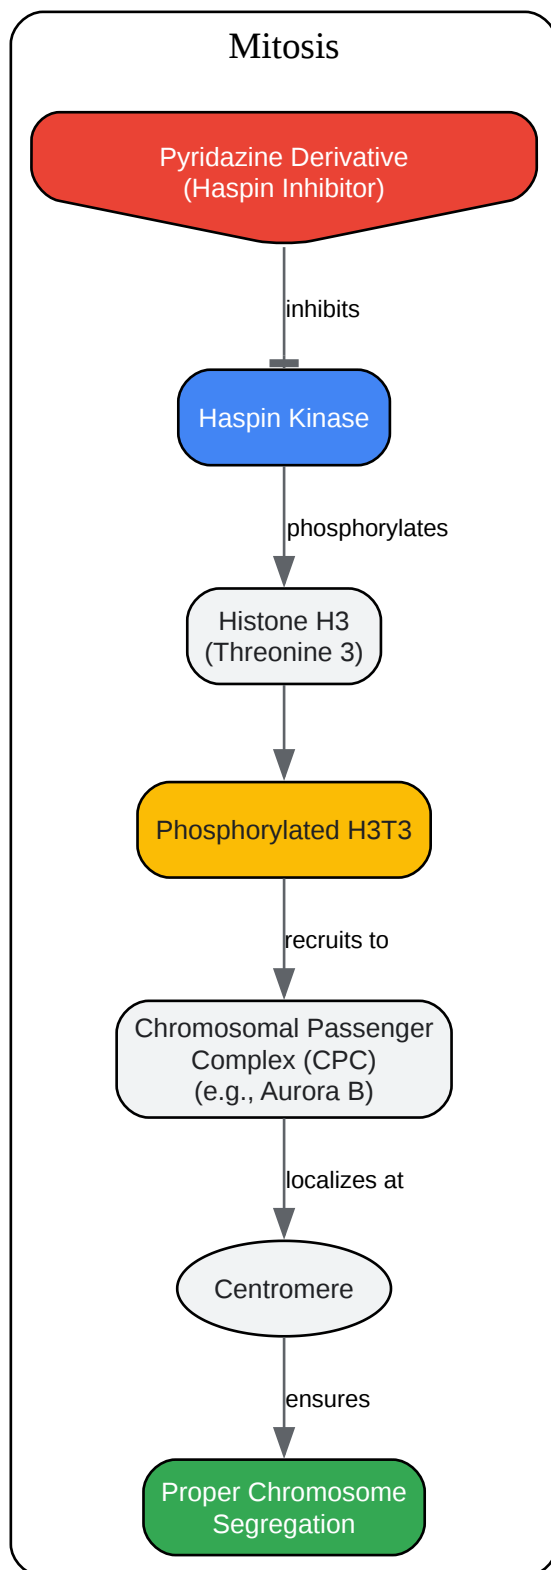 Mitosis
Pyridazine Derivative
(Haspin Inhibitor)
inhibits
Haspin Kinase
phosphorylates
Histone H3
(Threonine 3)
Phosphorylated H3T3
recruits to
Chromosomal Passenger
Complex (CPC)
(e.g., Aurora B)
localizes at
Centromere
ensures
Proper Chromosome
Segregation